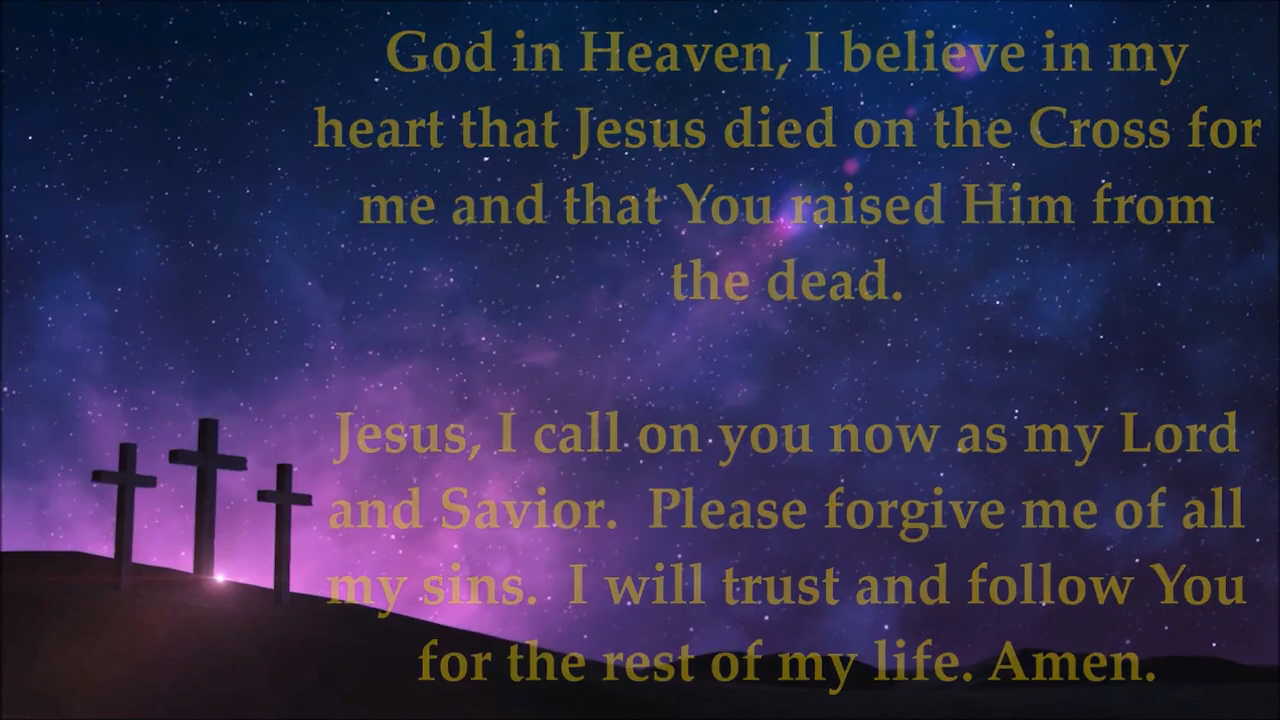 God in Heaven, I believe in my
heart that Jesus died on the Cross for
me and that You raised Him from
the dead.
Jesus, I call on you now as my Lord
and Savior.  Please forgive me of all
my sins.  I will trust and follow You
for the rest of my life. Amen.